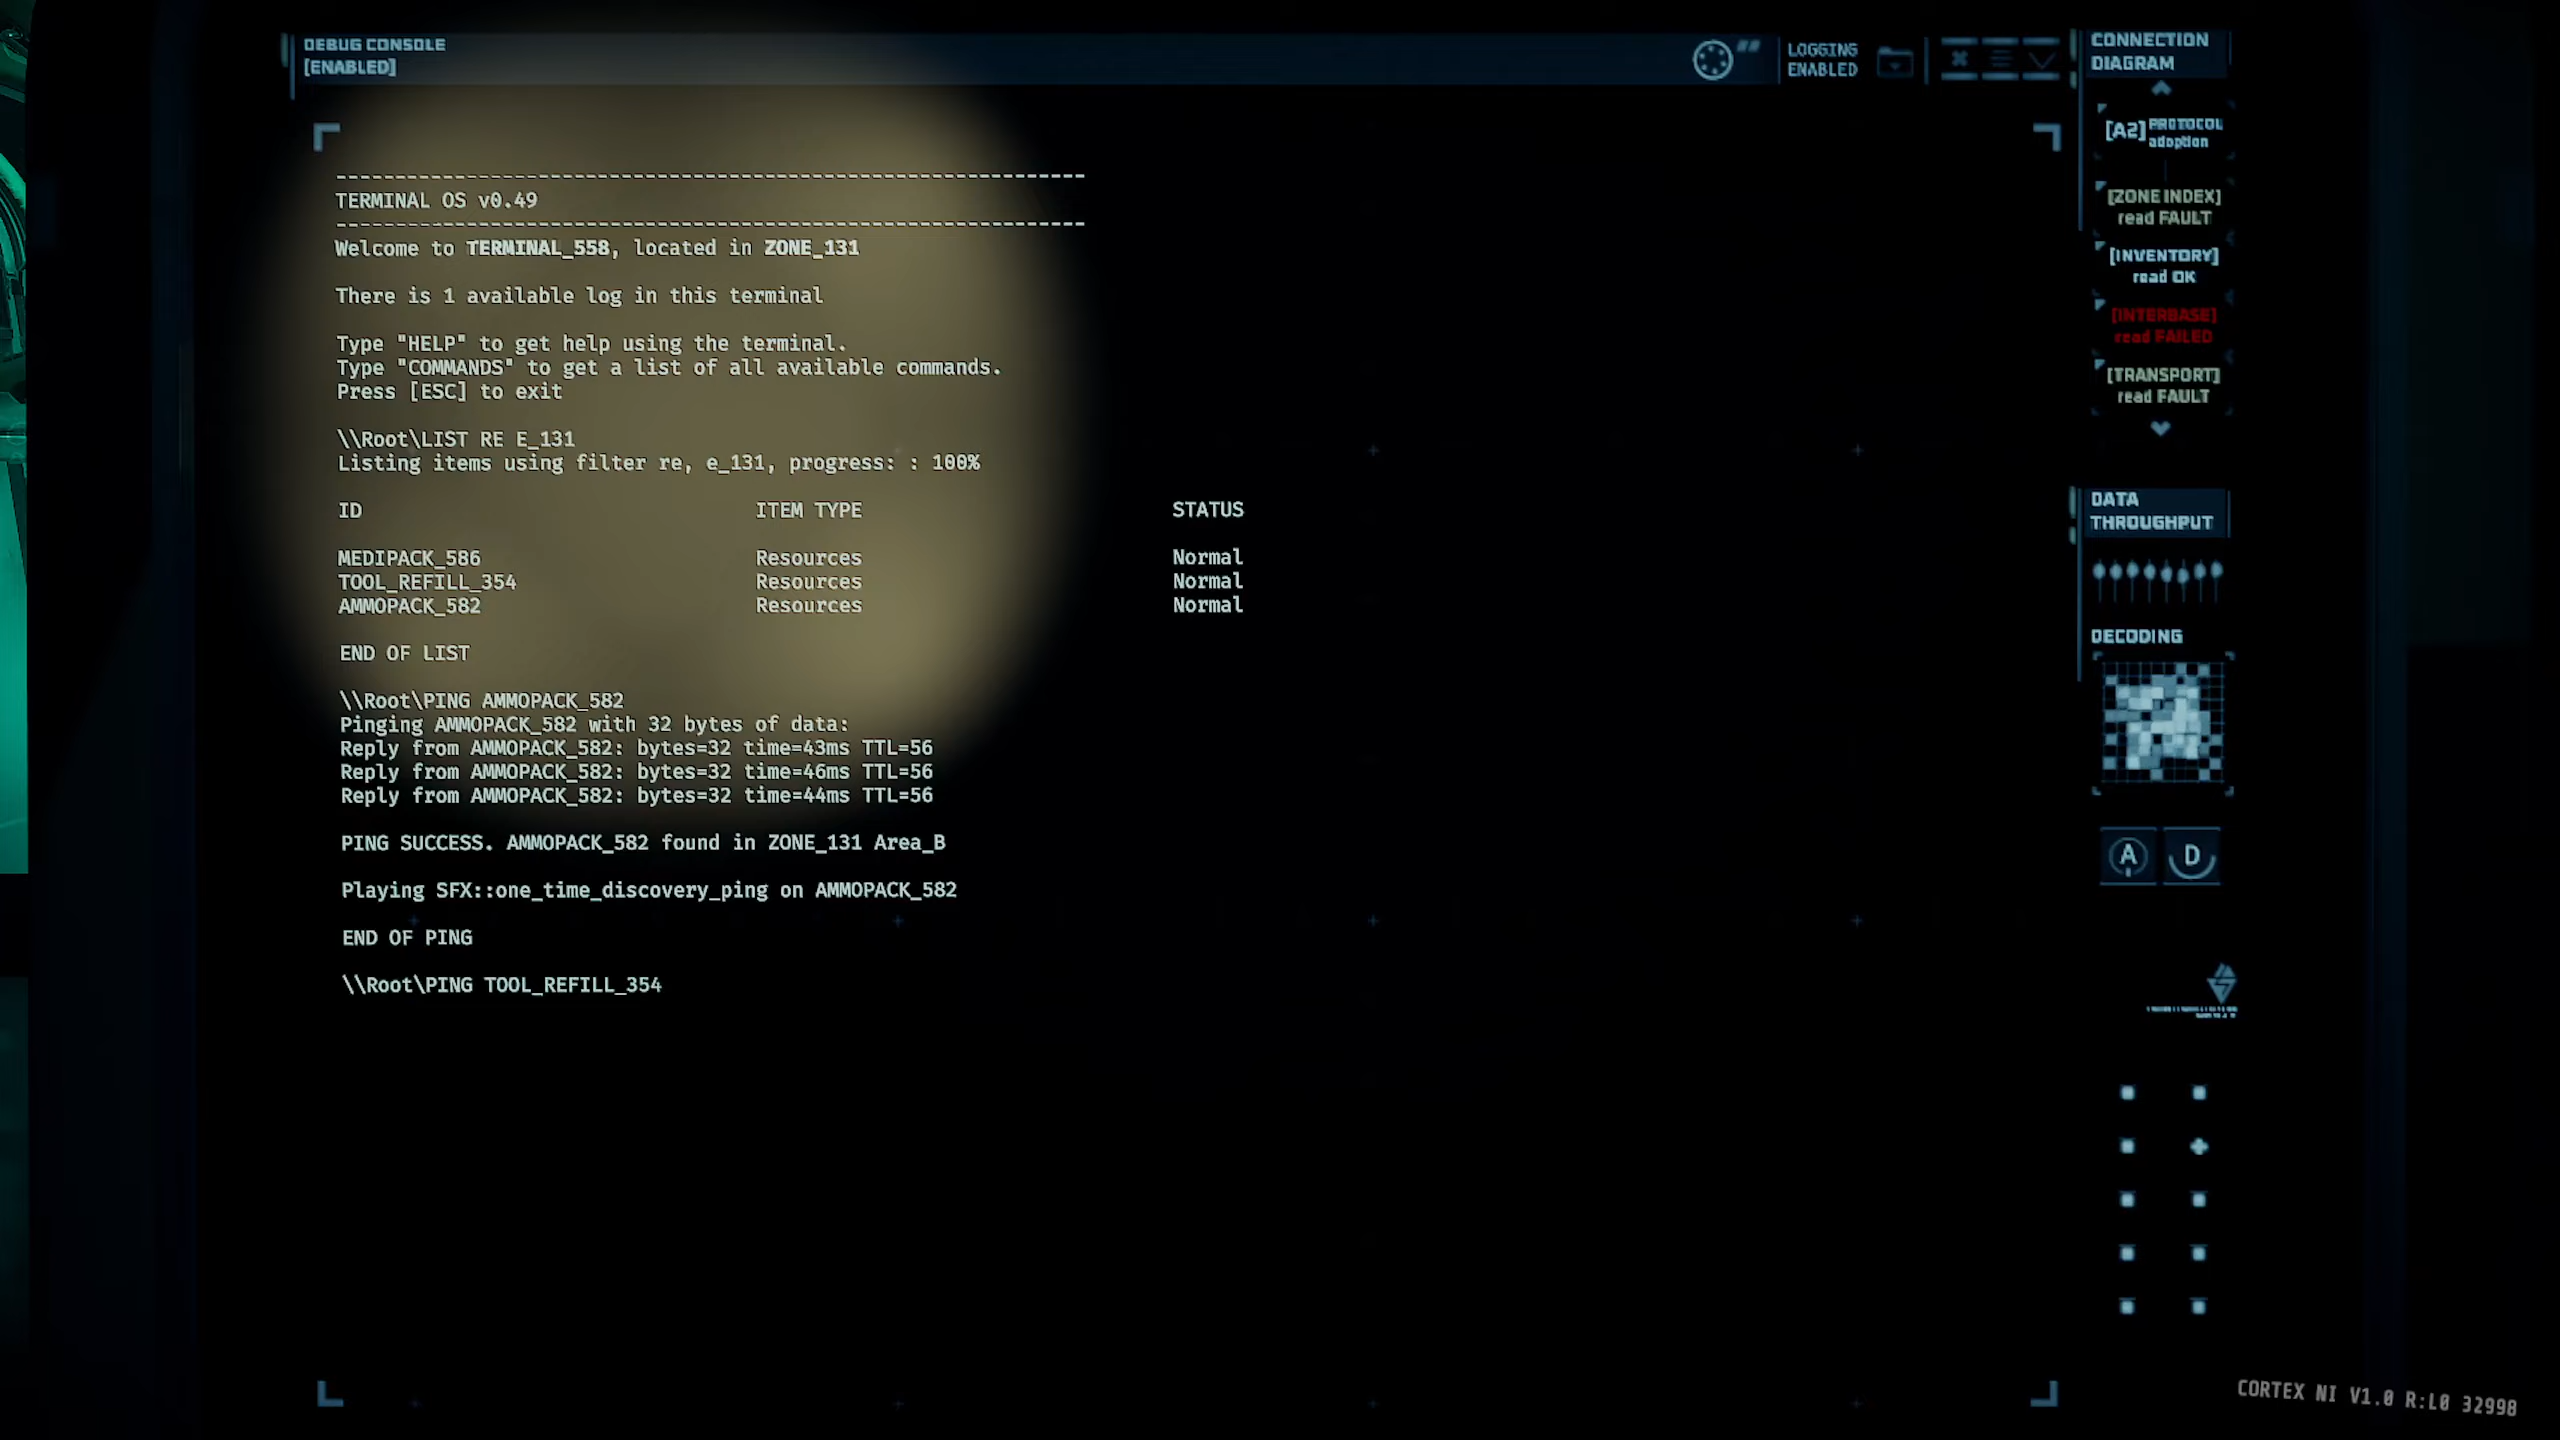 DEBUG CONSOLE
[ENABLED]
LOGGING
ENABLED
--------------------------------------------------------------
TERMINAL OS v0.49
--------------------------------------------------------------
Welcome to TERMINAL_558, located in ZONE_131
There is 1 available log in this terminal
Type "HELP" to get help using the terminal.
Type "COMMANDS" to get a list of all available commands.
Press [ESC] to exit
\\Root\LIST RE E_131
Listing items using filter re, e_131, progress: : 100%
ID ITEM TYPE STATUS
MEDIPACK_586 Resources Normal
TOOL_REFILL_354 Resources Normal
AMMOPACK_582 Resources Normal
END OF LIST
\\Root\PING AMMOPACK_582
Pinging AMMOPACK_582 with 32 bytes of data:
Reply from AMMOPACK_582: bytes=32 time=43ms TTL=56
Reply from AMMOPACK_582: bytes=32 time=46ms TTL=56
Reply from AMMOPACK_582: bytes=32 time=44ms TTL=56
PING SUCCESS. AMMOPACK_582 found in ZONE_131 Area_B
Playing SFX::one_time_discovery_ping on AMMOPACK_582
END OF PING
\\Root\PING TOOL_REFILL_354
CONNECTION
DIAGRAM
[A2] PROTOCOL
adoption
[ZONE INDEX]
read FAULT
[INVENTORY]
read OK
[INTERBASE]
read FAILED
[TRANSPORT]
read FAULT
DATA
THROUGHPUT
DECODING
A D
CORTEX NI V1.0 R:L0 32998